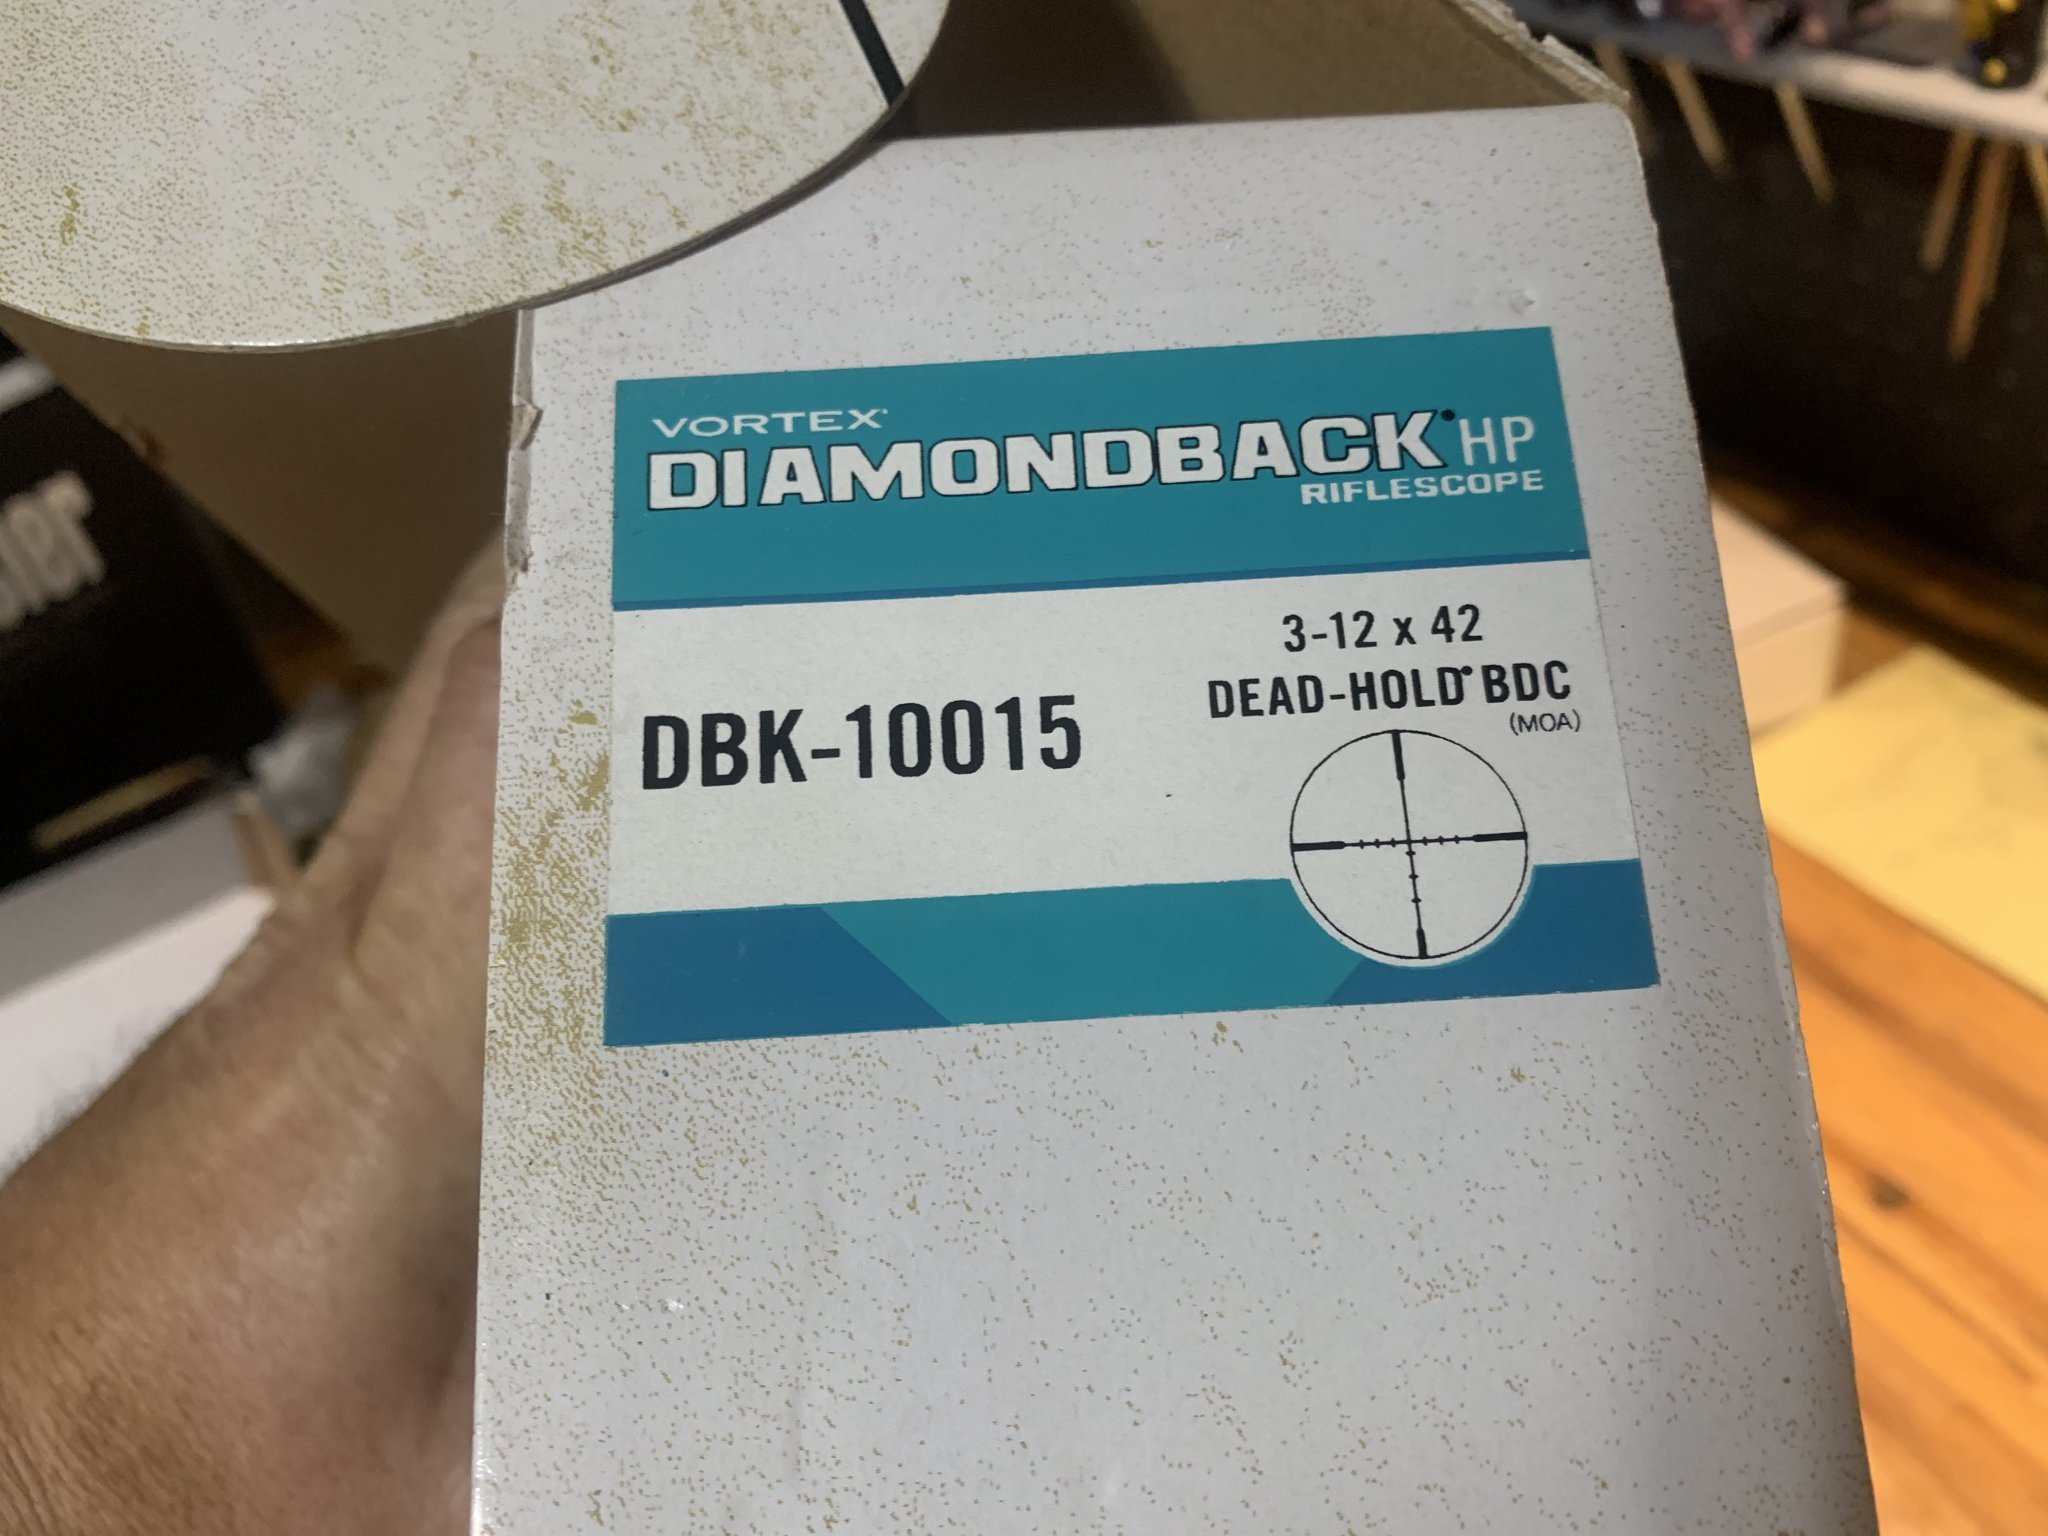 VORTEX
DIAMONDBACK HP
RIFLESCOPE
3-12 x 42
DEAD-HOLD BDC
(MOA)
DBK-10015